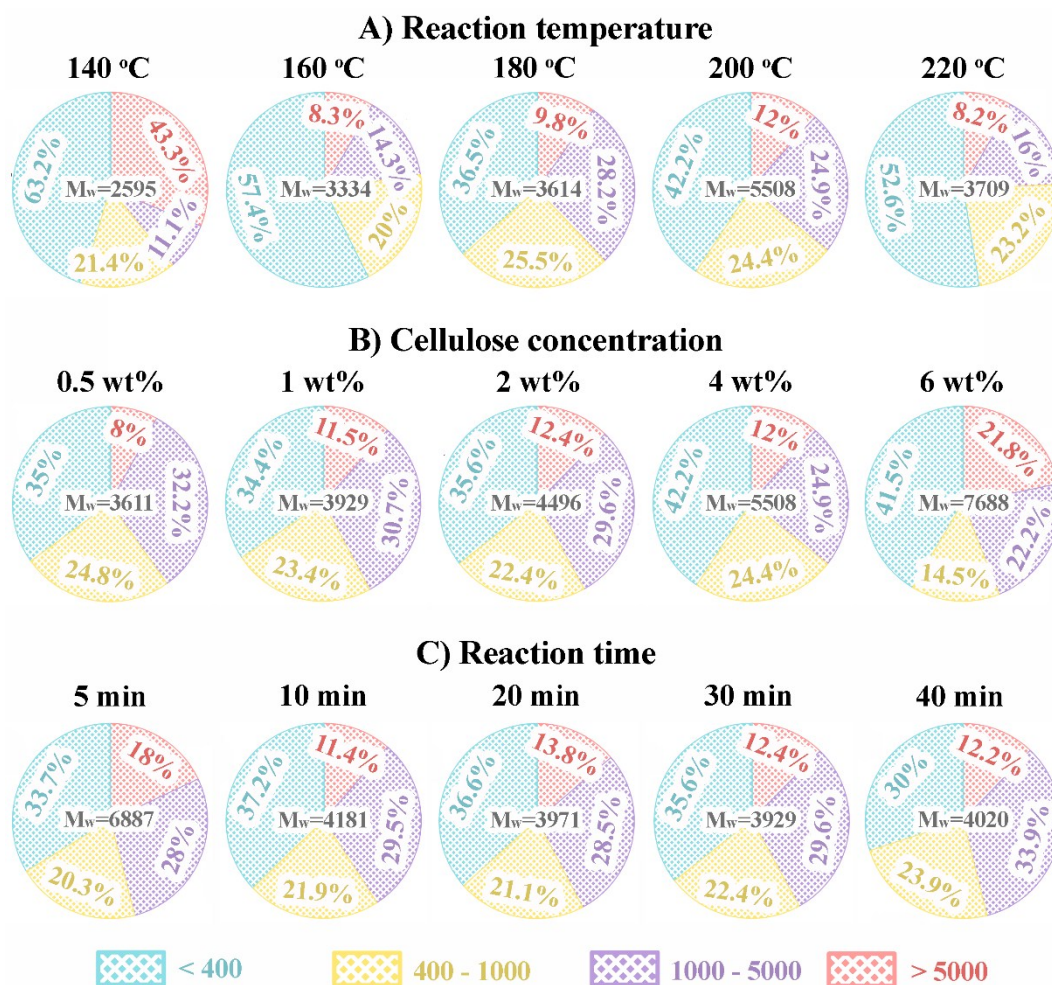 A) Reaction temperature
140 °C 160 °C 180 °C 200 °C 220 °C
63.2% 43.3% 11.1% 21.4% Mw=2595
57.4% 8.3% 14.3% 20% Mw=3334
36.5% 9.8% 28.2% 25.5% Mw=3614
42.2% 12% 24.9% 24.4% Mw=5508
52.6% 8.2% 16% 23.2% Mw=3709
B) Cellulose concentration
0.5 wt% 1 wt% 2 wt% 4 wt% 6 wt%
35% 8% 32.2% 24.8% Mw=3611
34.4% 11.5% 30.7% 23.4% Mw=3929
35.6% 12.4% 29.6% 22.4% Mw=4496
42.2% 12% 24.9% 24.4% Mw=5508
41.5% 21.8% 22.2% 14.5% Mw=7688
C) Reaction time
5 min 10 min 20 min 30 min 40 min
33.7% 18% 28% 20.3% Mw=6887
37.2% 11.4% 29.5% 21.9% Mw=4181
36.6% 13.8% 28.5% 21.1% Mw=3971
35.6% 12.4% 29.6% 22.4% Mw=3929
30% 12.2% 33.9% 23.9% Mw=4020
< 400 400 - 1000 1000 - 5000 > 5000